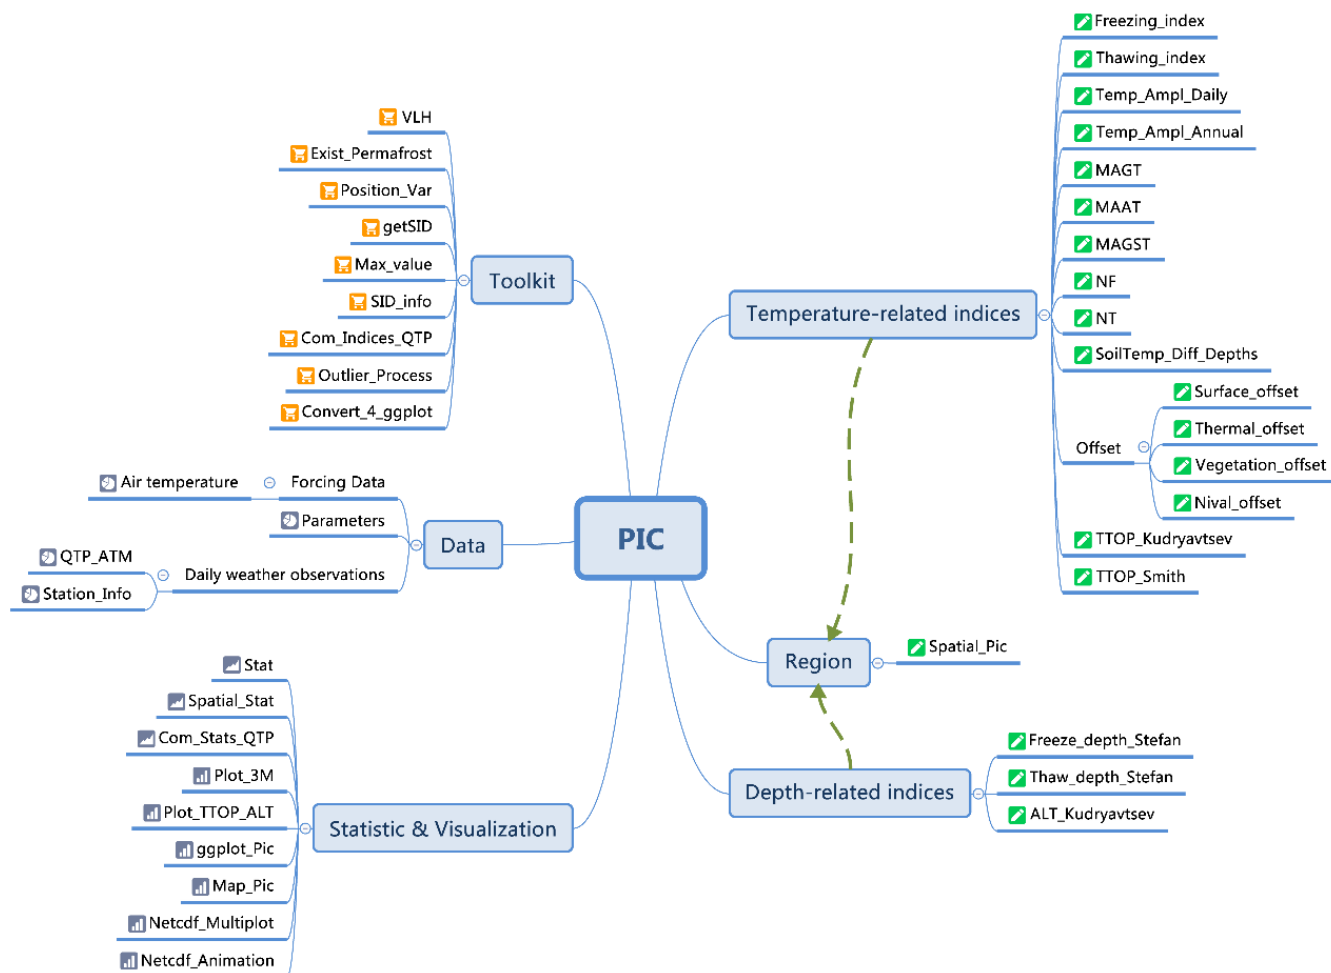 PIC
Toolkit
VLH
Exist_Permafrost
Position_Var
getSID
Max_value
SID_info
Com_Indices_QTP
Outlier_Process
Convert_4_ggplot
Data
Forcing Data
Air temperature
Parameters
Daily weather observations
QTP_ATM
Station_Info
Statistic & Visualization
Stat
Spatial_Stat
Com_Stats_QTP
Plot_3M
Plot_TTOP_ALT
ggplot_Pic
Map_Pic
Netcdf_Multiplot
Netcdf_Animation
Temperature-related indices
Freezing_index
Thawing_index
Temp_Ampl_Daily
Temp_Ampl_Annual
MAGT
MAAT
MAGST
NF
NT
SoilTemp_Diff_Depths
Offset
Surface_offset
Thermal_offset
Vegetation_offset
Nival_offset
TTOP_Kudryavtsev
TTOP_Smith
Region
Spatial_Pic
Depth-related indices
Freeze_depth_Stefan
Thaw_depth_Stefan
ALT_Kudryavtsev